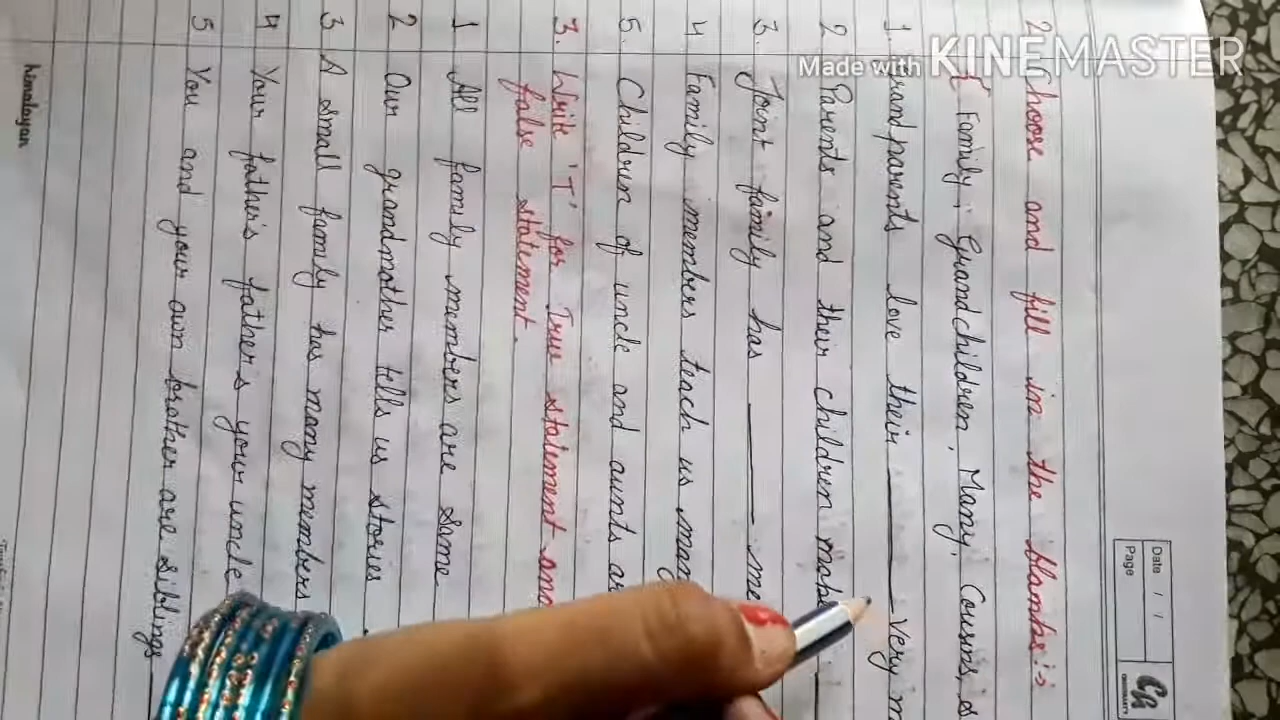 Made with KINEMASTER
Date / /
Page
2. Choose and fill in the blanks :-
{ Family, Grandchildren, Many, Cousins, s
1. Grandparents love their ______ very m
2 Parents and their children make
3. Joint family has ______ me
4 Family members teach us man
5. Children of uncle and aunts ar
3. Write 'T' for True statement and
false statement.
1 All family members are same
2 Our grandmother tells us stories
3 A small family has many members
4 Your father's father's your uncle
5 You and your own brother are siblings
himalayan